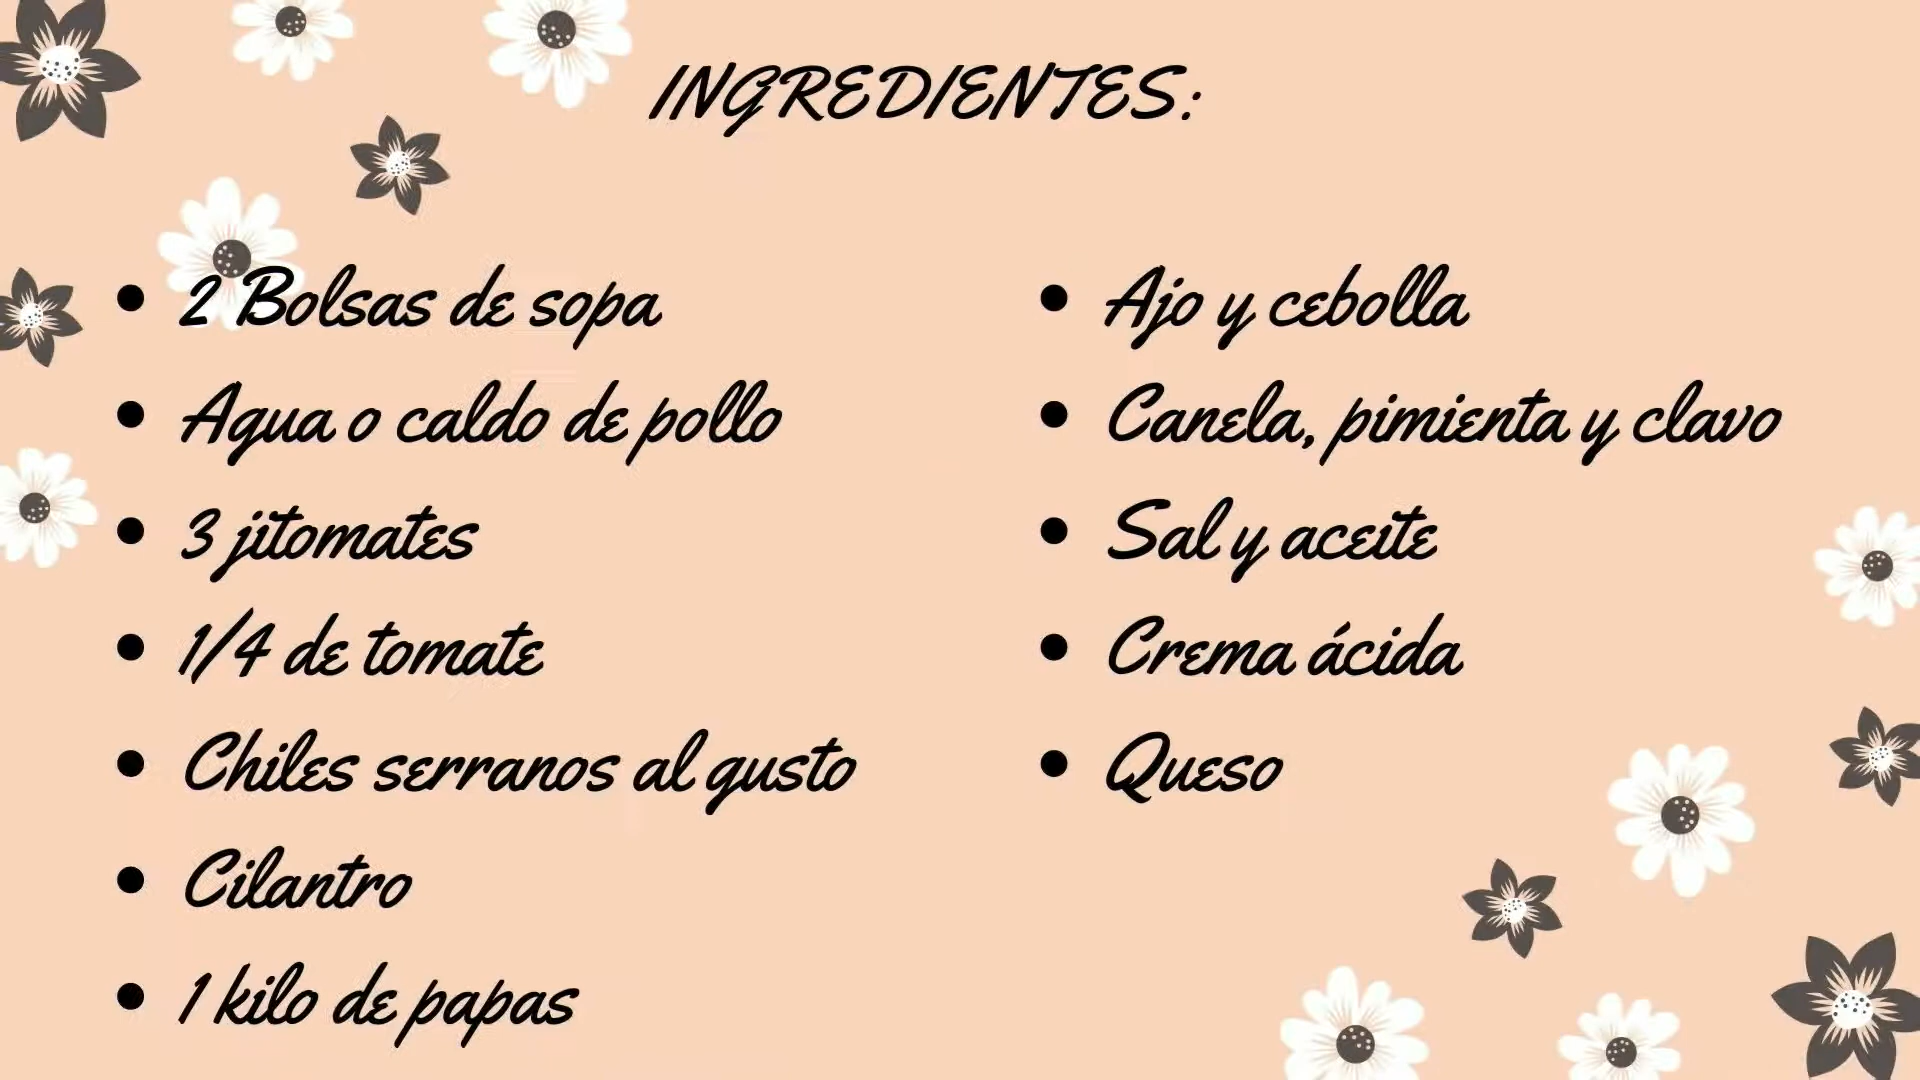 INGREDIENTES:
2 Bolsas de sopa
Agua o caldo de pollo
3 jitomates
1/4 de tomate
Chiles serranos al gusto
Cilantro
1 kilo de papas
Ajo y cebolla
Canela, pimienta y clavo
Sal y aceite
Crema ácida
Queso